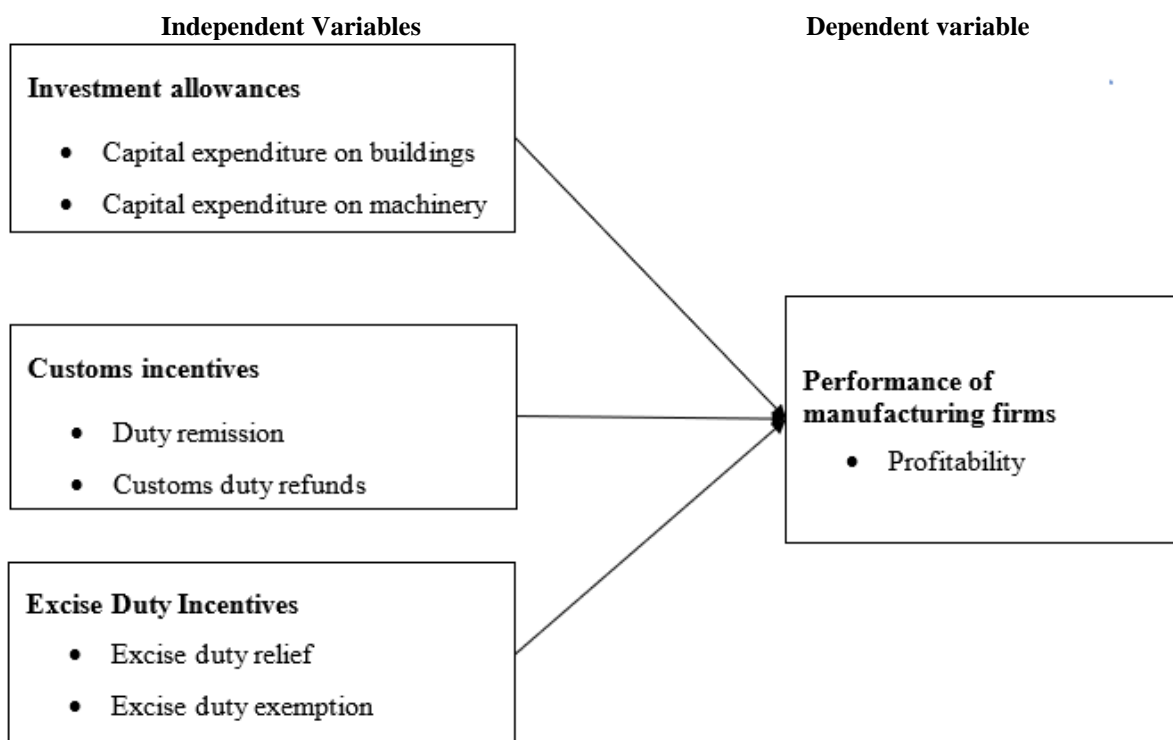 Independent Variables
Dependent variable
Investment allowances
• Capital expenditure on buildings
• Capital expenditure on machinery
Customs incentives
• Duty remission
• Customs duty refunds
Excise Duty Incentives
• Excise duty relief
• Excise duty exemption
Performance of
manufacturing firms
• Profitability